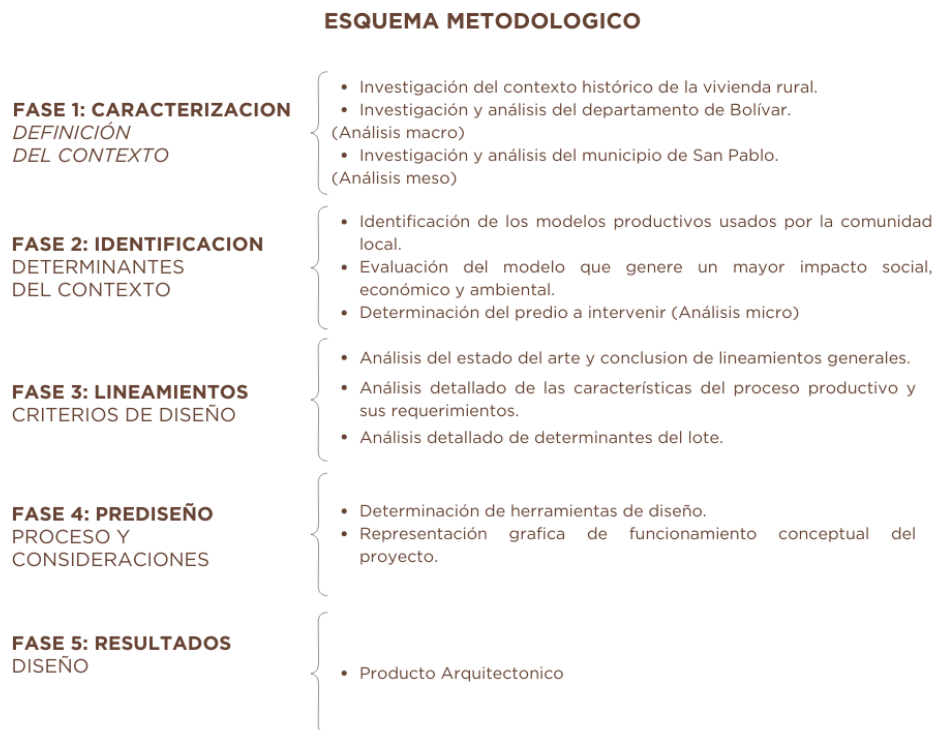 ESQUEMA METODOLOGICO
FASE 1: CARACTERIZACION
DEFINICIÓN
DEL CONTEXTO
• Investigación del contexto histórico de la vivienda rural.
• Investigación y análisis del departamento de Bolívar.
(Análisis macro)
• Investigación y análisis del municipio de San Pablo.
(Análisis meso)
FASE 2: IDENTIFICACION
DETERMINANTES
DEL CONTEXTO
• Identificación de los modelos productivos usados por la comunidad
local.
• Evaluación del modelo que genere un mayor impacto social,
económico y ambiental.
• Determinación del predio a intervenir (Análisis micro)
FASE 3: LINEAMIENTOS
CRITERIOS DE DISEÑO
• Análisis del estado del arte y conclusion de lineamientos generales.
• Análisis detallado de las características del proceso productivo y
sus requerimientos.
• Análisis detallado de determinantes del lote.
FASE 4: PREDISEÑO
PROCESO Y
CONSIDERACIONES
• Determinación de herramientas de diseño.
• Representación grafica de funcionamiento conceptual del
proyecto.
FASE 5: RESULTADOS
DISEÑO
• Producto Arquitectonico